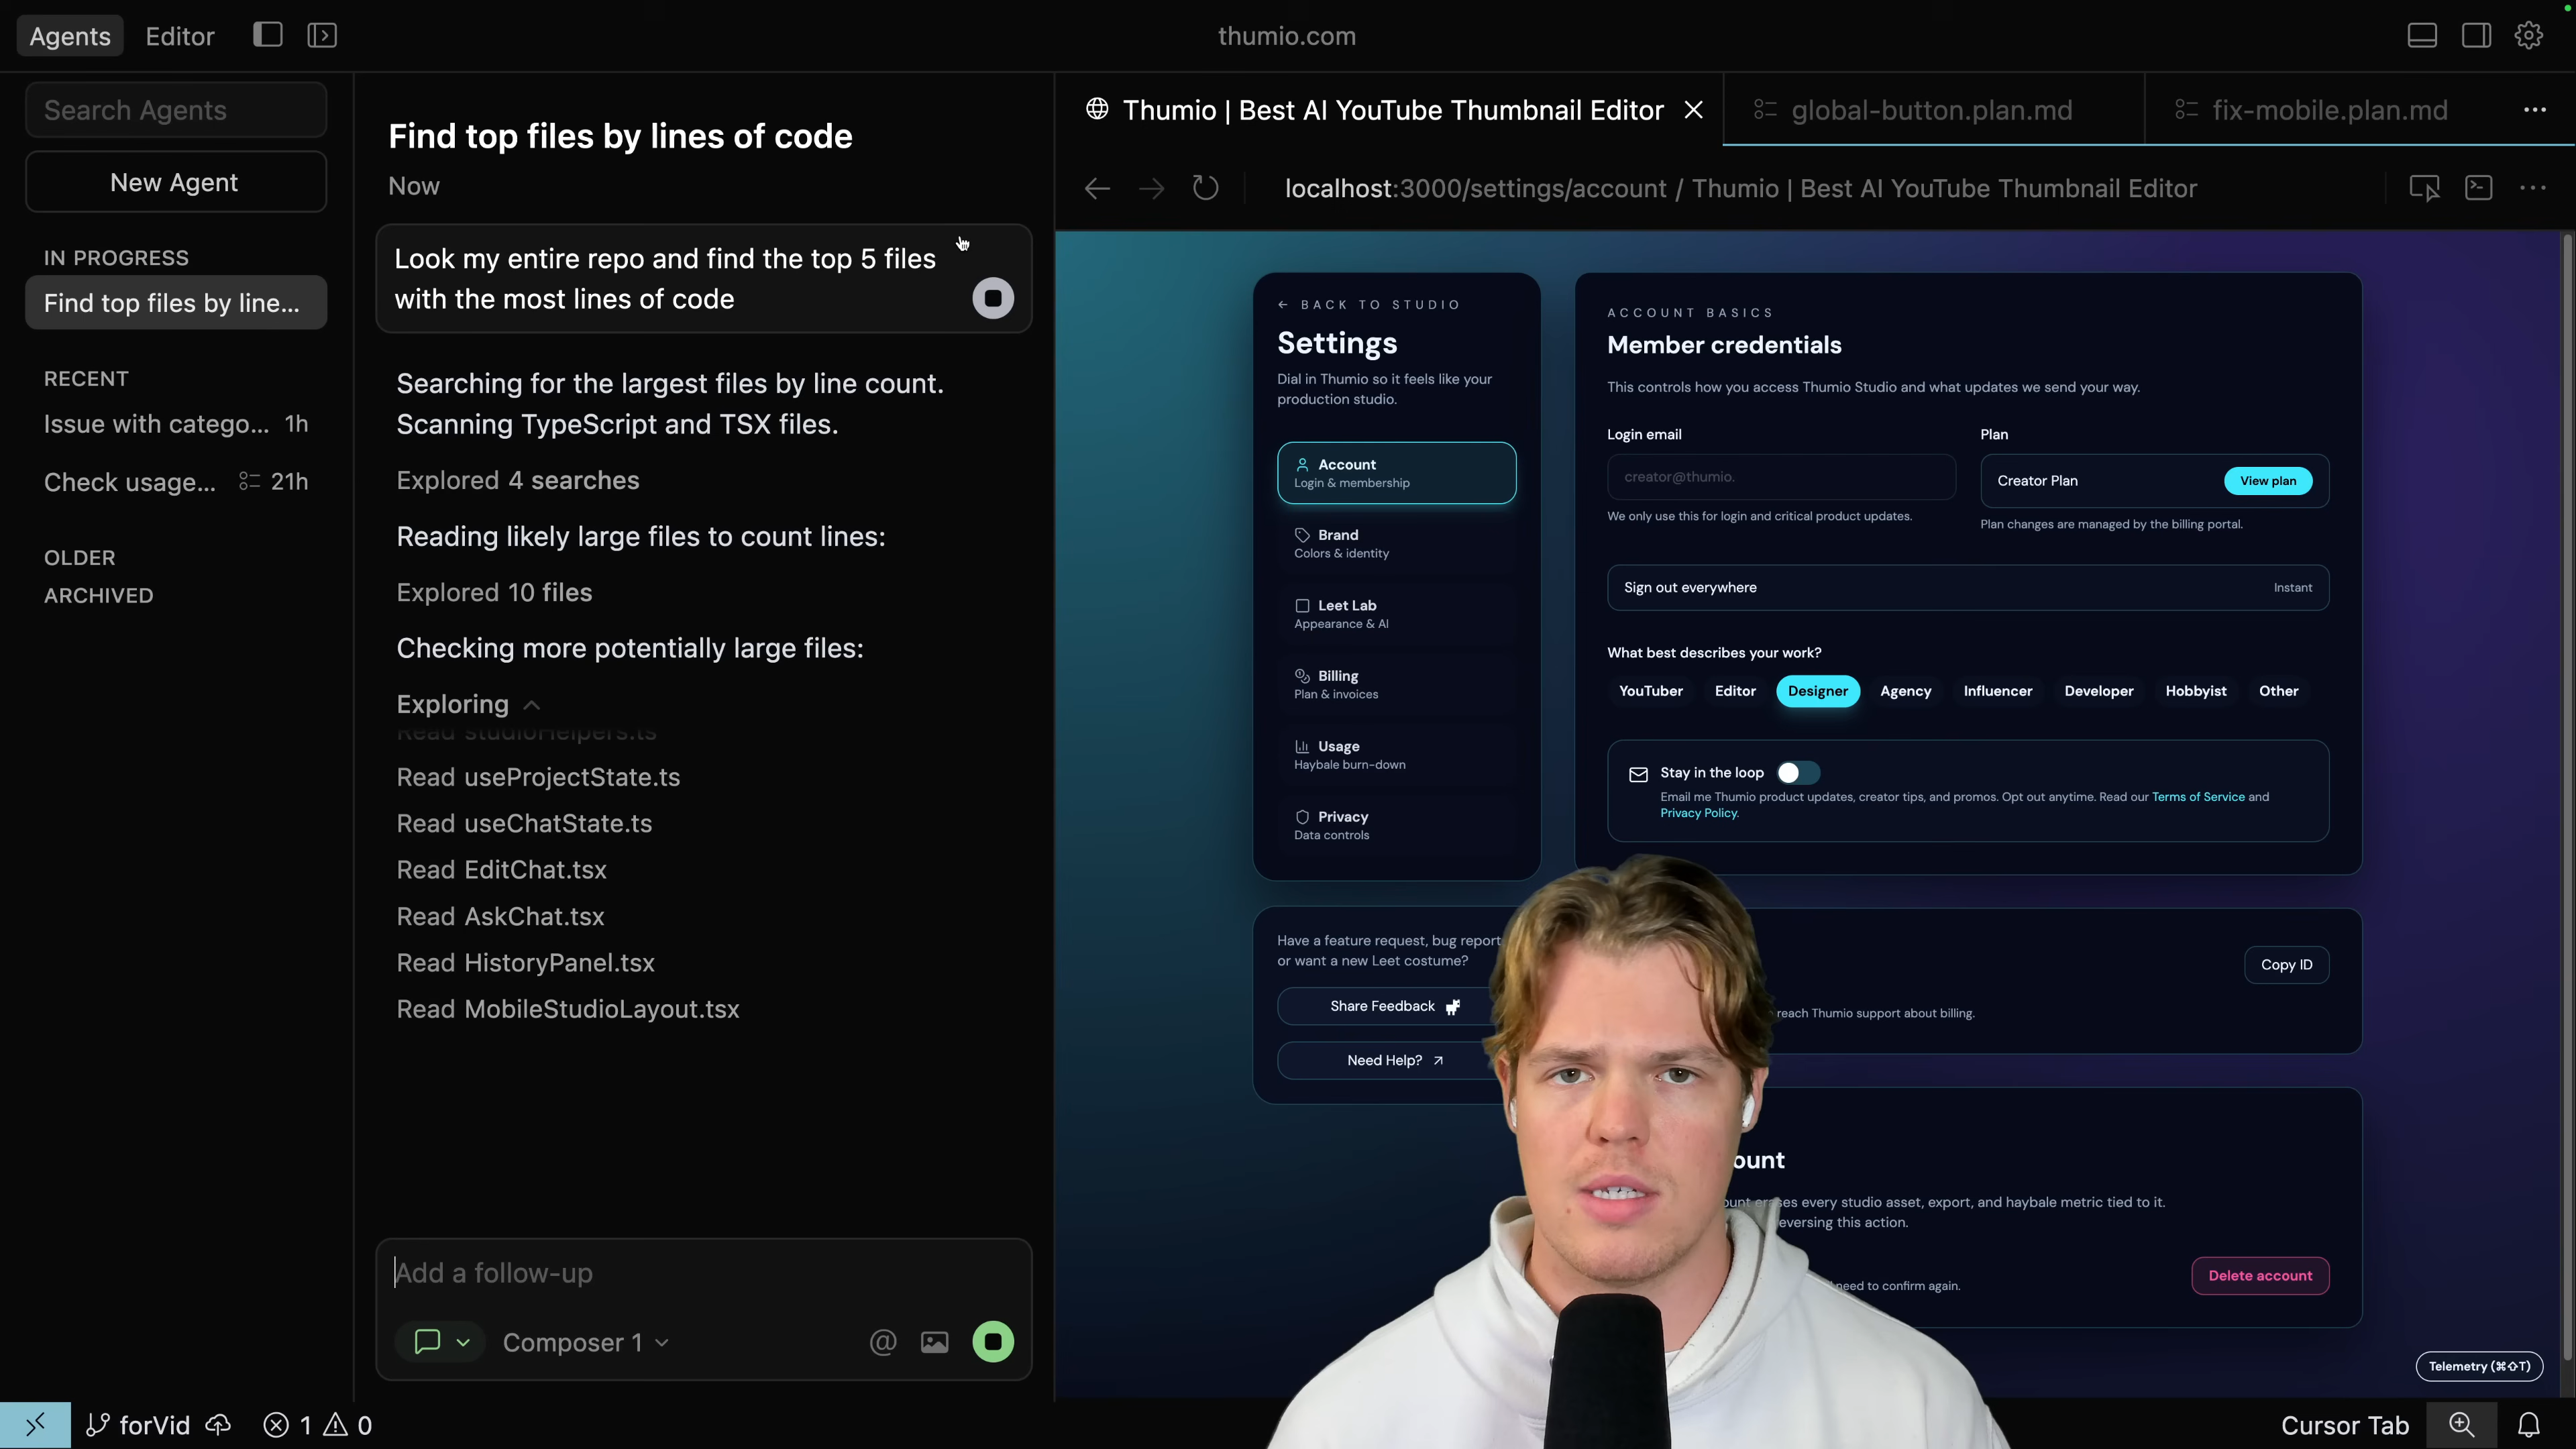 Agents
Editor
thumio.com
Search Agents
New Agent
IN PROGRESS
Find top files by line...
RECENT
Issue with catego... 1h
Check usage... 21h
OLDER
ARCHIVED
Find top files by lines of code
Now
Look my entire repo and find the top 5 files
with the most lines of code
Searching for the largest files by line count.
Scanning TypeScript and TSX files.
Explored 4 searches
Reading likely large files to count lines:
Explored 10 files
Checking more potentially large files:
Exploring
Read studioHelpers.ts
Read useProjectState.ts
Read useChatState.ts
Read EditChat.tsx
Read AskChat.tsx
Read HistoryPanel.tsx
Read MobileStudioLayout.tsx
Add a follow-up
Composer 1
@
Thumio | Best AI YouTube Thumbnail Editor
global-button.plan.md
fix-mobile.plan.md
localhost:3000/settings/account / Thumio | Best AI YouTube Thumbnail Editor
← BACK TO STUDIO
Settings
Dial in Thumio so it feels like your
production studio.
Account
Login & membership
Brand
Colors & identity
Leet Lab
Appearance & AI
Billing
Plan & invoices
Usage
Haybale burn-down
Privacy
Data controls
Have a feature request, bug report
or want a new Leet costume?
Share Feedback
Need Help?
ACCOUNT BASICS
Member credentials
This controls how you access Thumio Studio and what updates we send your way.
Login email
creator@thumio.
We only use this for login and critical product updates.
Plan
Creator Plan
View plan
Plan changes are managed by the billing portal.
Sign out everywhere
Instant
What best describes your work?
YouTuber Editor Designer Agency Influencer Developer Hobbyist Other
Stay in the loop
Email me Thumio product updates, creator tips, and promos. Opt out anytime. Read our Terms of Service and
Privacy Policy.
Copy ID
reach Thumio support about billing.
every studio asset, export, and haybale metric tied to it.
this action.
need to confirm again.
Delete account
Telemetry (⌘⇧T)
forVid
1
0
Cursor Tab